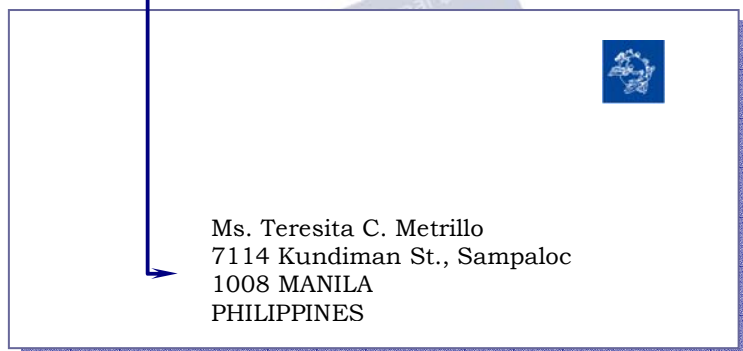 Ms. Teresita C. Metrillo
7114 Kundiman St., Sampaloc
1008 MANILA
PHILIPPINES